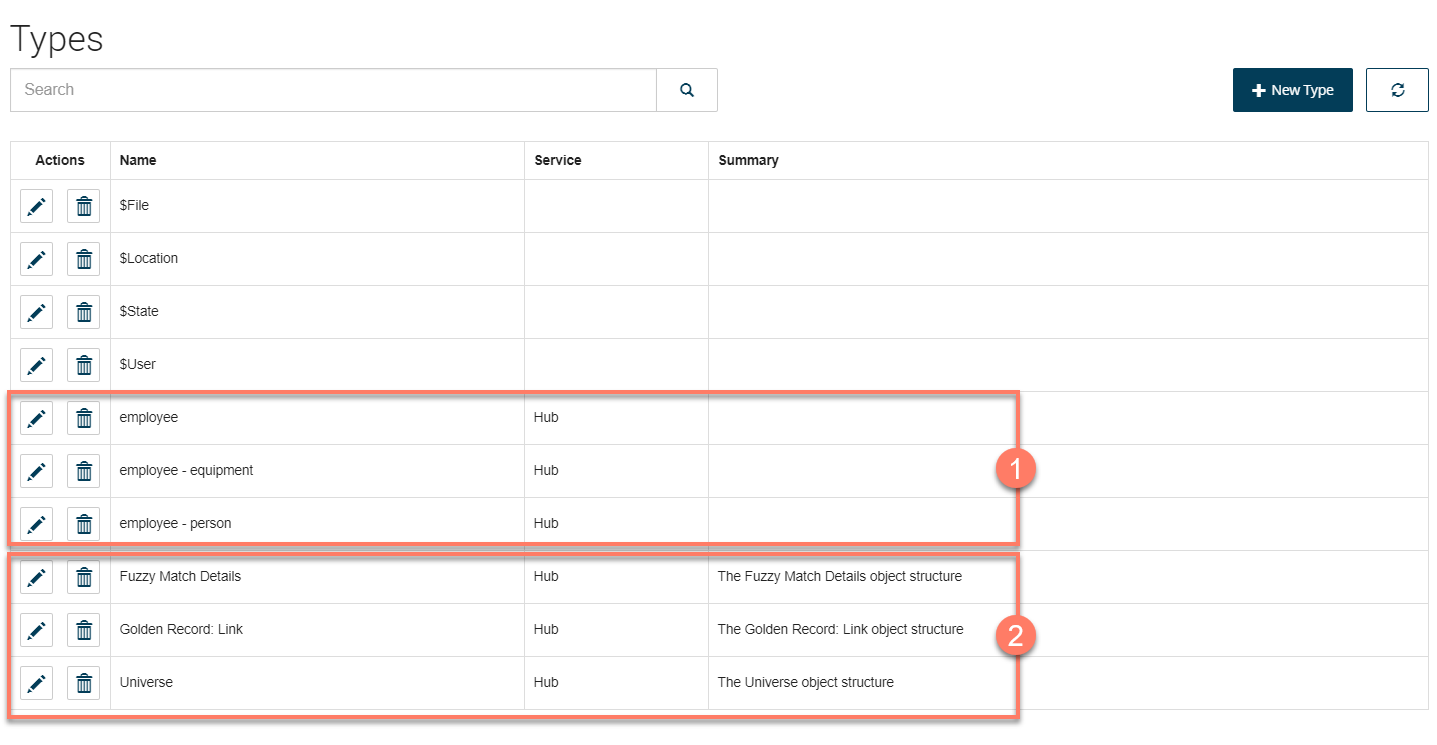 Types
Search
New Type
Actions Name Service Summary
$File
$Location
$State
$User
employee Hub
employee - equipment Hub
1
employee - person Hub
Fuzzy Match Details Hub The Fuzzy Match Details object structure
Golden Record: Link Hub The Golden Record: Link object structure
2
Universe Hub The Universe object structure